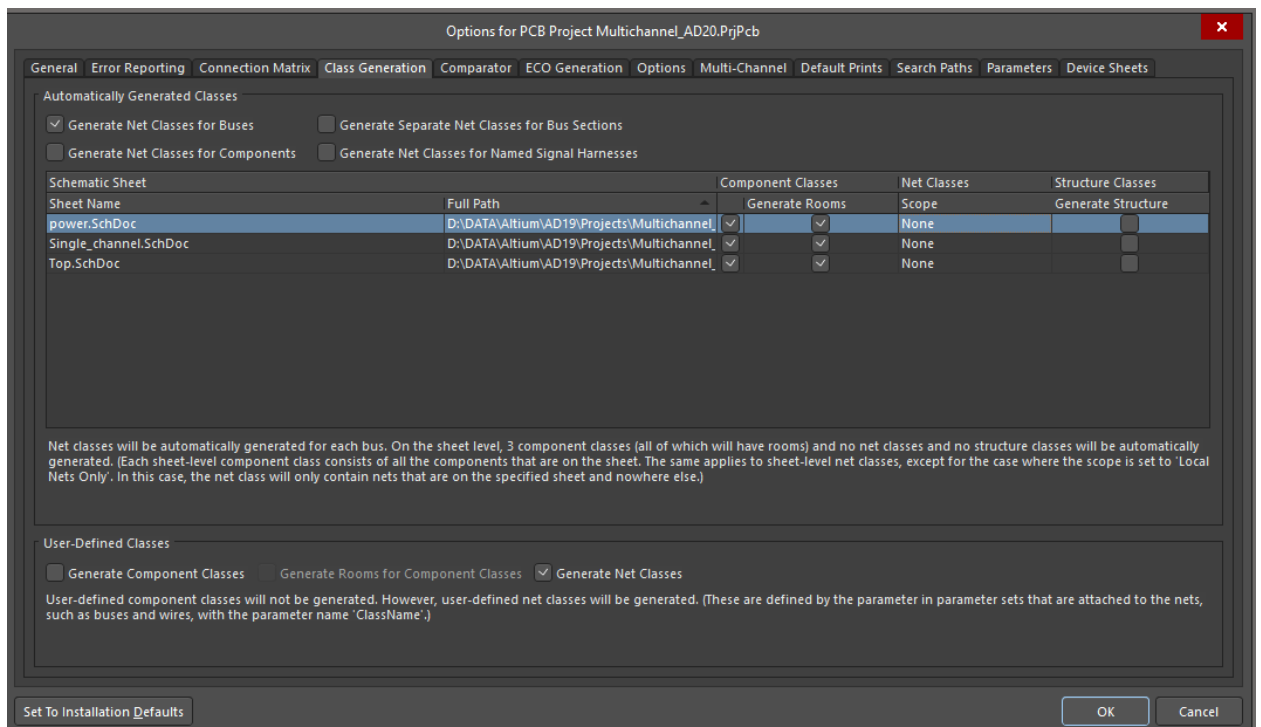 Options for PCB Project Multichannel_AD20.PrjPcb
General Error Reporting Connection Matrix Class Generation Comparator ECO Generation Options Multi-Channel Default Prints Search Paths Parameters Device Sheets
Automatically Generated Classes
Generate Net Classes for Buses Generate Separate Net Classes for Bus Sections
Generate Net Classes for Components Generate Net Classes for Named Signal Harnesses
Schematic Sheet Component Classes Net Classes Structure Classes
Sheet Name Full Path Generate Rooms Scope Generate Structure
power.SchDoc D:\DATA\Altium\AD19\Projects\Multichannel_ None
Single_channel.SchDoc D:\DATA\Altium\AD19\Projects\Multichannel_ None
Top.SchDoc D:\DATA\Altium\AD19\Projects\Multichannel_ None
Net classes will be automatically generated for each bus. On the sheet level, 3 component classes (all of which will have rooms) and no net classes and no structure classes will be automatically
generated. (Each sheet-level component class consists of all the components that are on the sheet. The same applies to sheet-level net classes, except for the case where the scope is set to 'Local
Nets Only'. In this case, the net class will only contain nets that are on the specified sheet and nowhere else.)
User-Defined Classes
Generate Component Classes Generate Rooms for Component Classes Generate Net Classes
User-defined component classes will not be generated. However, user-defined net classes will be generated. (These are defined by the parameter in parameter sets that are attached to the nets,
such as buses and wires, with the parameter name 'ClassName'.)
Set To Installation Defaults OK Cancel